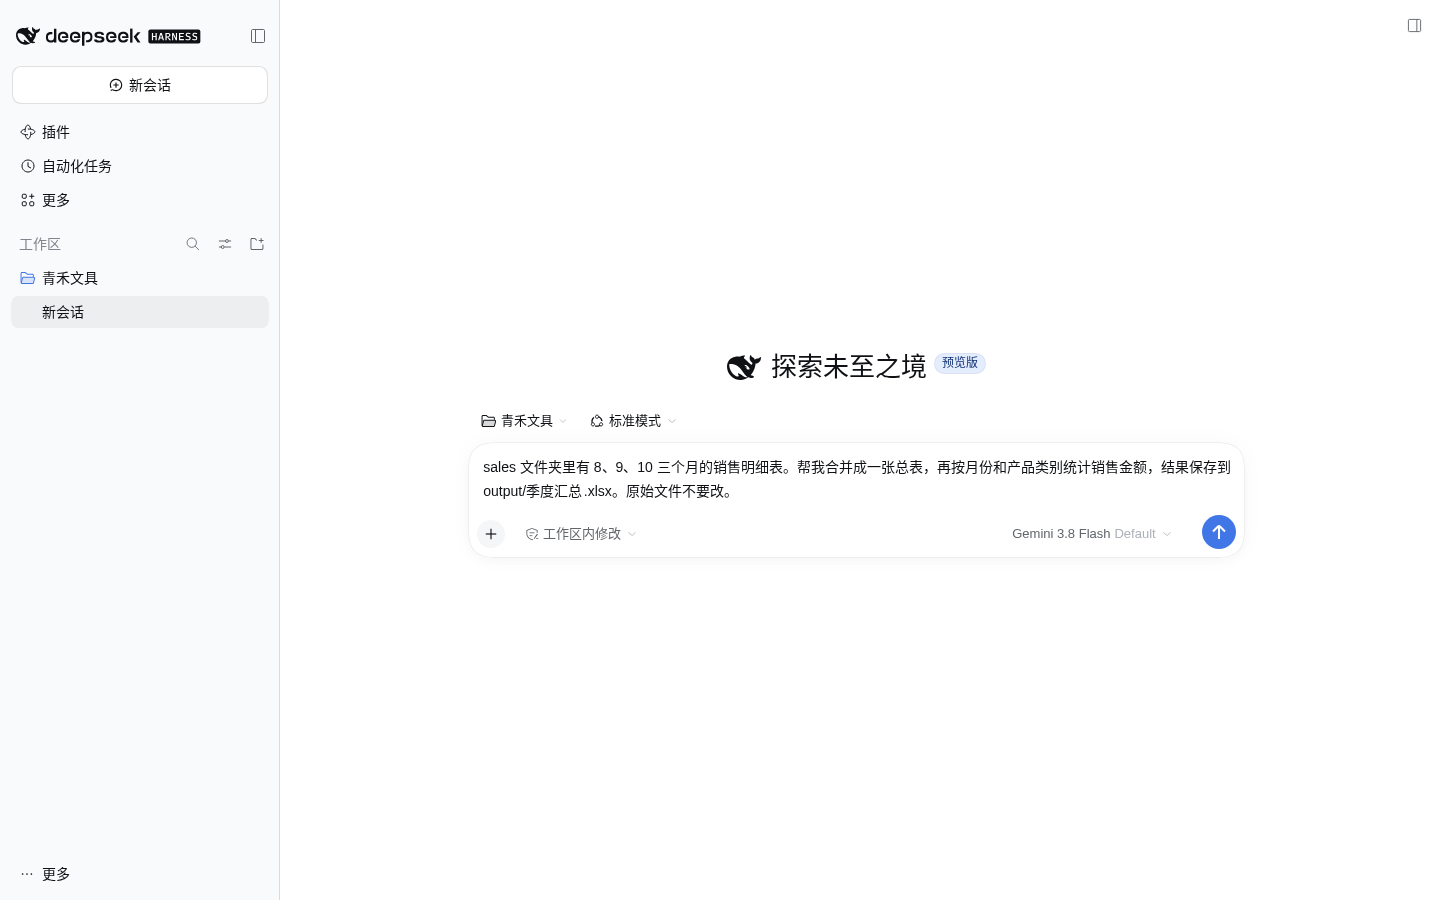 deepseek HARNESS
新会话
插件
自动化任务
更多
工作区
青禾文具
新会话
更多
探索未至之境 预览版
青禾文具 标准模式
sales 文件夹里有 8、9、10 三个月的销售明细表。帮我合并成一张总表，再按月份和产品类别统计销售金额，结果保存到
output/季度汇总.xlsx。原始文件不要改。
工作区内修改 Gemini 3.8 Flash Default